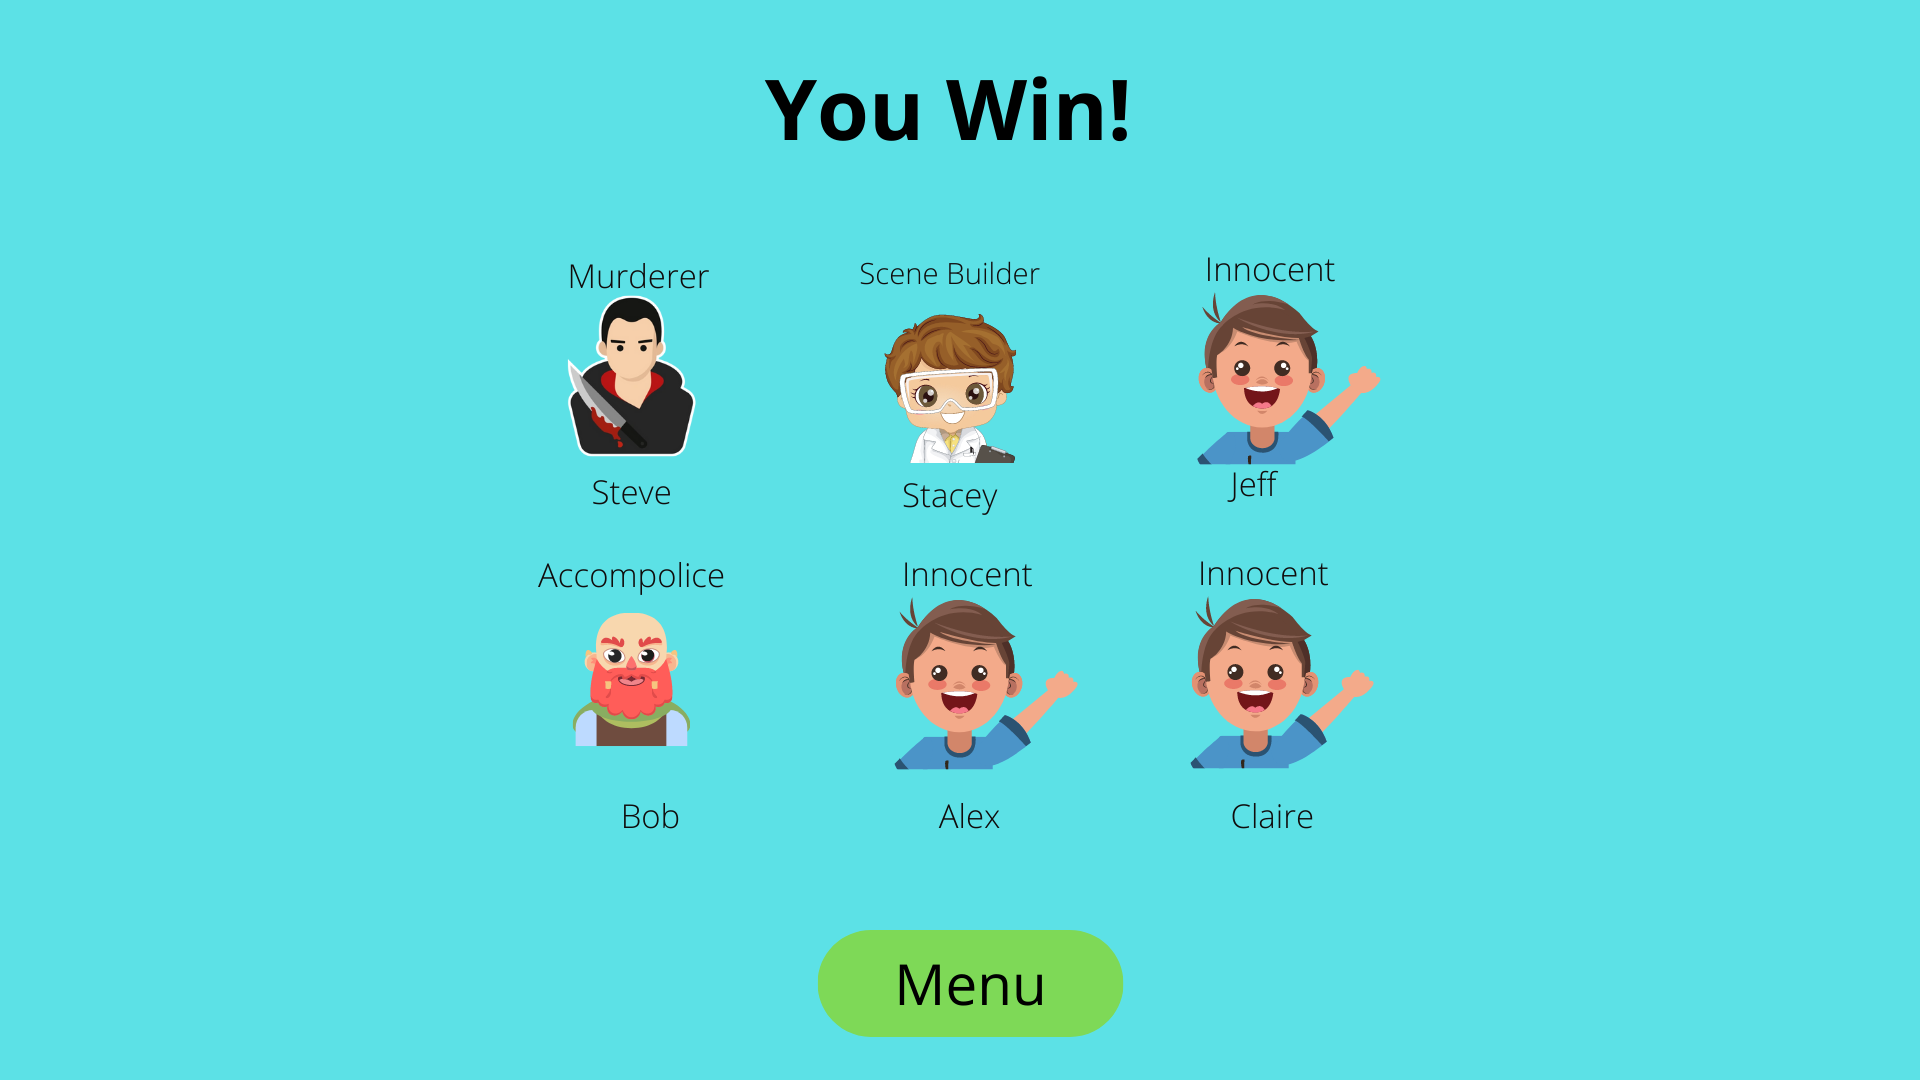 You Win!
Murderer
Scene Builder
Innocent
Steve
Stacey
Jeff
Accompolice
Innocent
Innocent
Bob
Alex
Claire
Menu